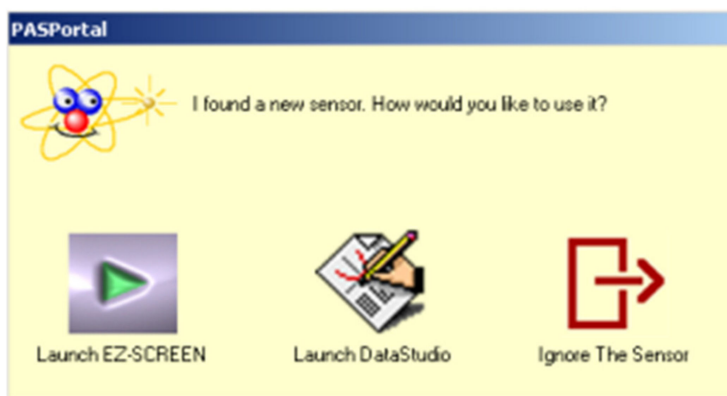 PASPortal
I found a new sensor. How would you like to use it?
Launch EZ-SCREEN
Launch DataStudio
Ignore The Sensor